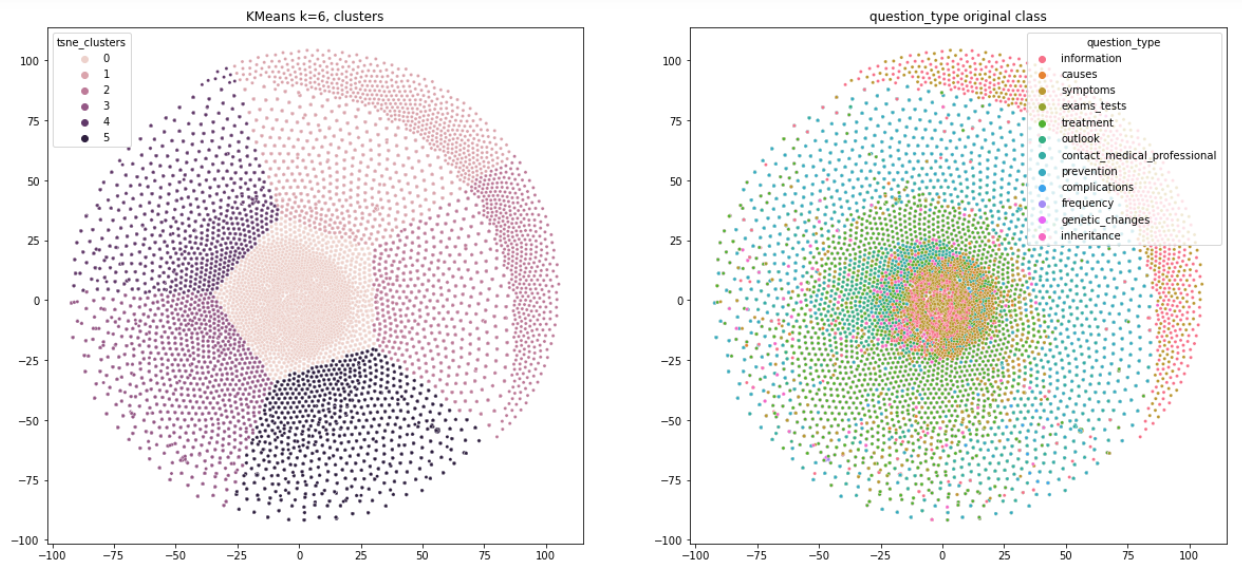 KMeans k=6, clusters
tsne_clusters
0
1
2
3
4
5
100
75
50
25
0
−25
−50
−75
−100
−100
−75
−50
−25
0
25
50
75
100
question_type original class
question_type
information
causes
symptoms
exams_tests
treatment
outlook
contact_medical_professional
prevention
complications
frequency
genetic_changes
inheritance
100
75
50
25
0
−25
−50
−75
−100
−100
−75
−50
−25
0
25
50
75
100